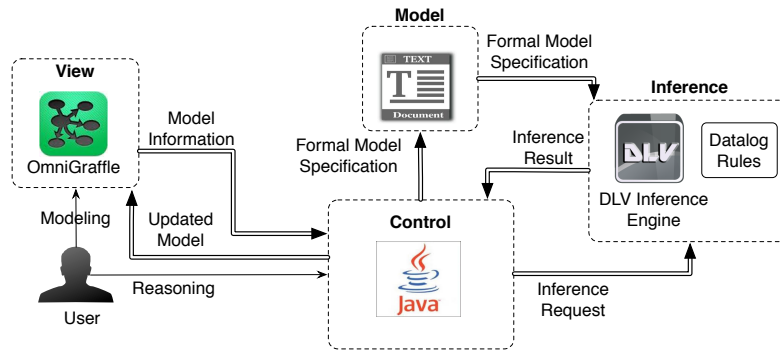 Model
TEXT
T
Document
Formal Model
Specification
View
OmniGraffle
Model
Information
Formal Model
Specification
Inference
Result
Inference
DLV
DLV Inference
Engine
Datalog
Rules
Modeling
Updated
Model
Control
Java
User
Reasoning
Inference
Request